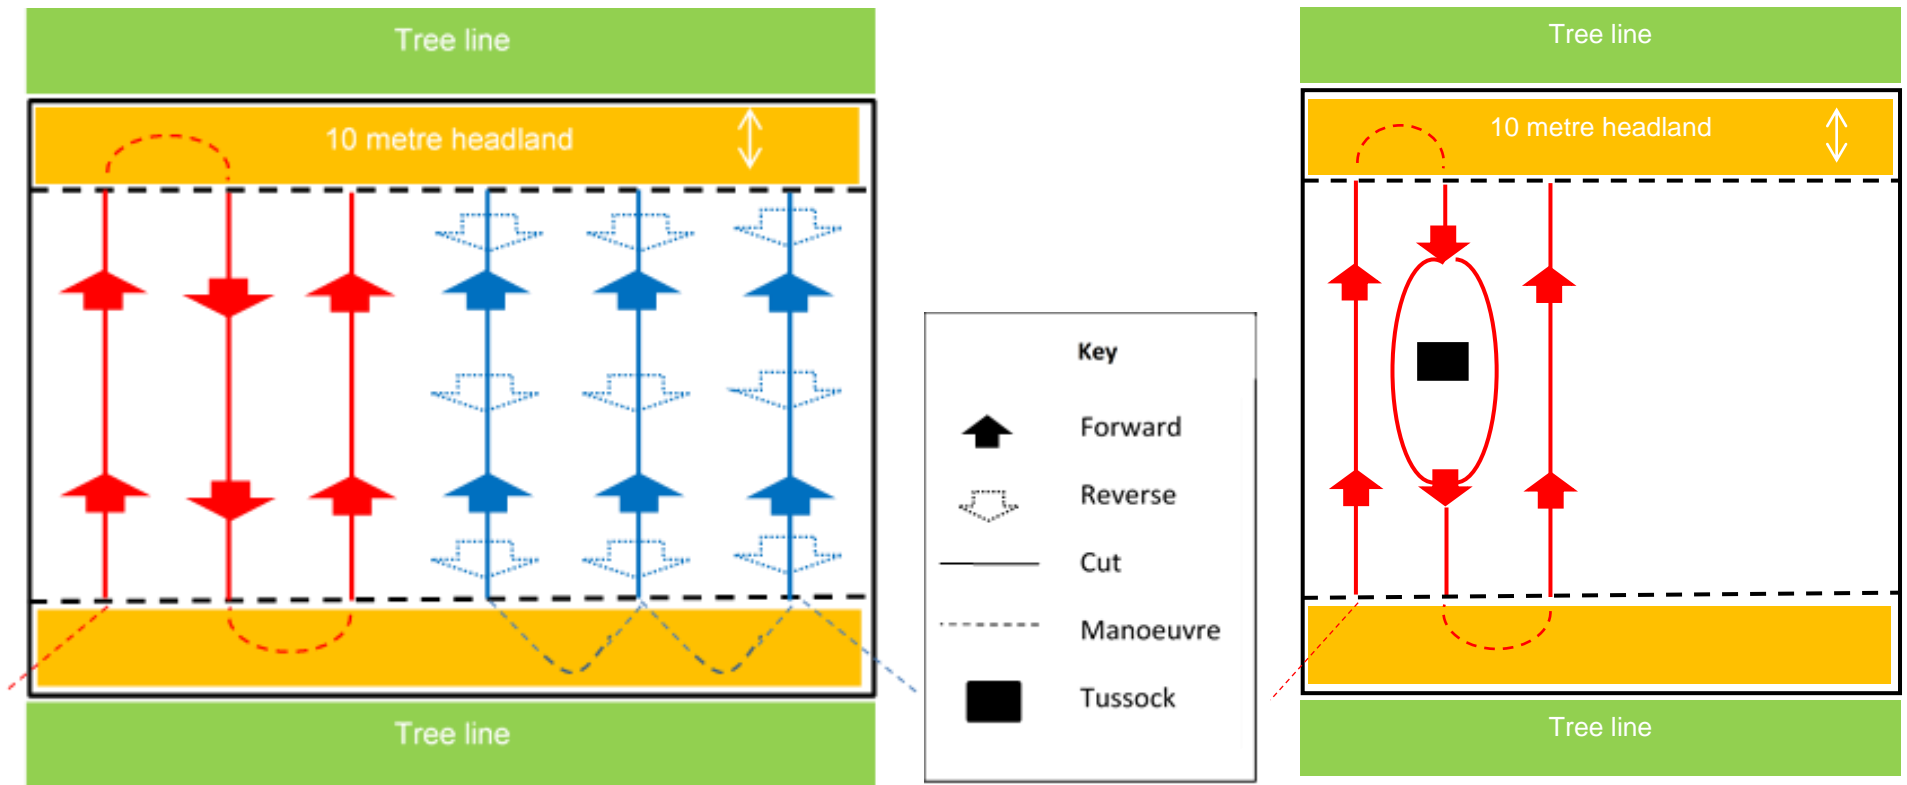 Tree line
10 metre headland
Tree line
Key
Forward
Reverse
Cut
Manoeuvre
Tussock
Tree line
10 metre headland
Tree line